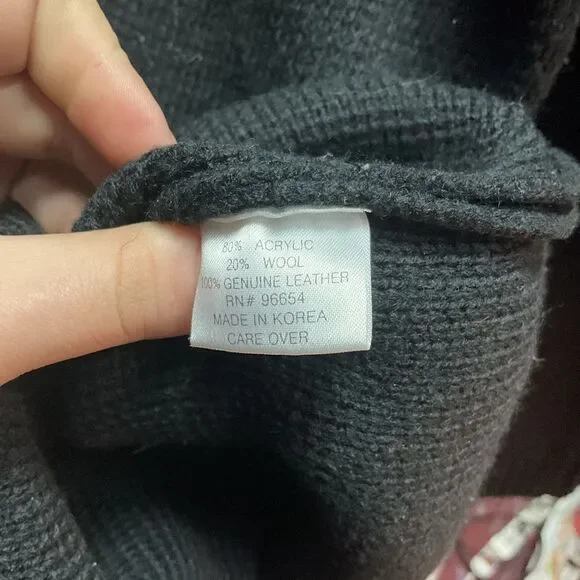 80% ACRYLIC
20% WOOL
100% GENUINE LEATHER
RN# 96654
MADE IN KOREA
CARE OVER